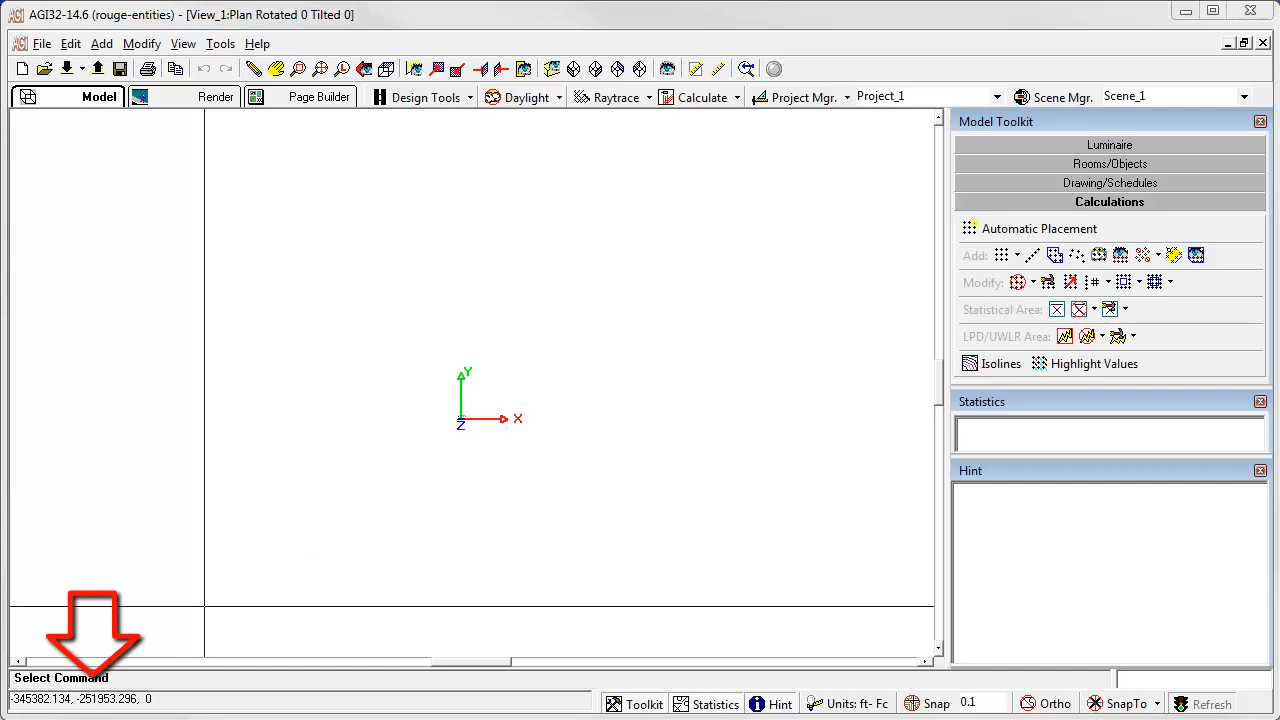 AGI32-14.6 (rouge-entities) - [View_1:Plan Rotated 0 Tilted 0]
AGI File Edit Add Modify View Tools Help
Model Render Page Builder Design Tools Daylight Raytrace Calculate Project Mgr. Project_1 Scene Mgr. Scene_1
Model Toolkit
Luminaire
Rooms/Objects
Drawing/Schedules
Calculations
Automatic Placement
Add:
Modify:
Statistical Area:
LPD/UWLR Area:
Isolines Highlight Values
Statistics
Hint
Y
X
Z
Select Command
-345382.134, -251953.296, 0
Toolkit Statistics Hint Units: ft- Fc Snap 0.1 Ortho SnapTo Refresh